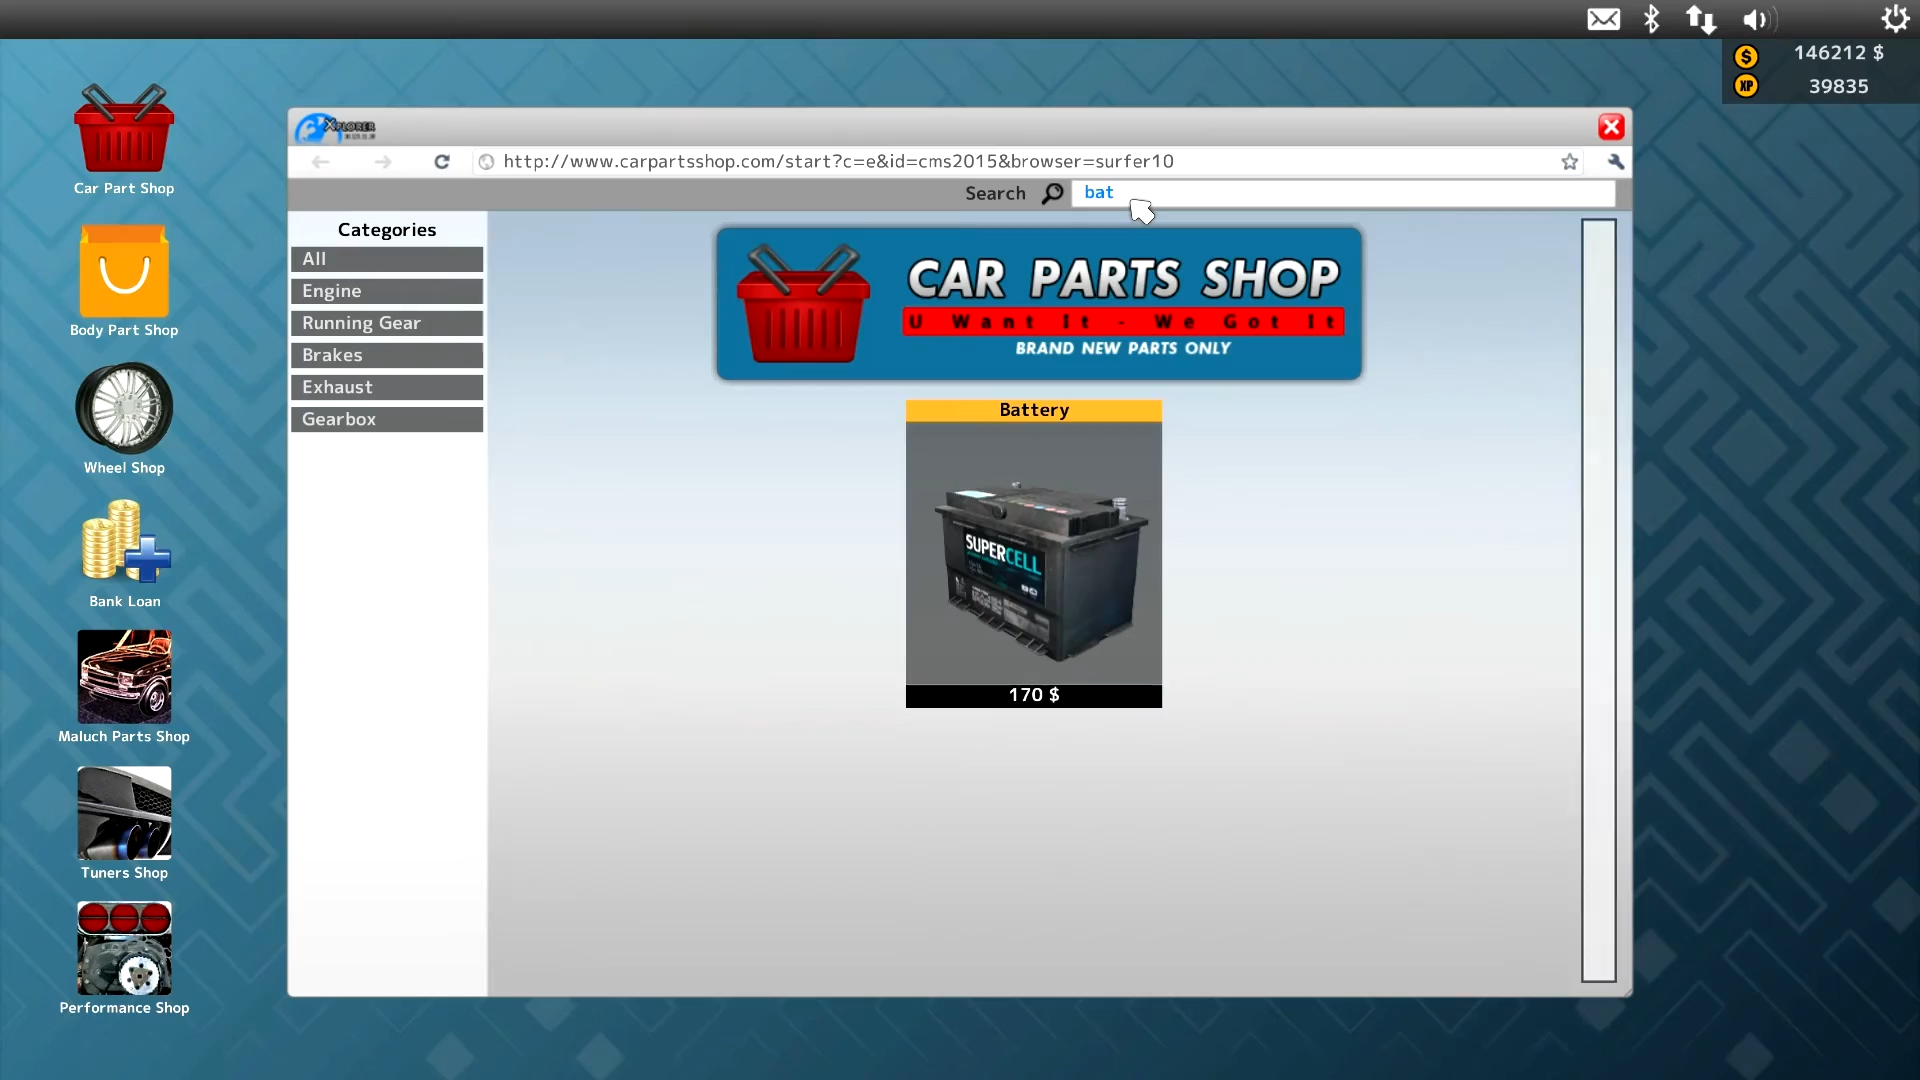 146212 $
XP 39835
Car Part Shop
Body Part Shop
Wheel Shop
Bank Loan
Maluch Parts Shop
Tuners Shop
Performance Shop
XPLORER
http://www.carpartsshop.com/start?c=e&id=cms2015&browser=surfer10
Search bat
Categories
All
Engine
Running Gear
Brakes
Exhaust
Gearbox
CAR PARTS SHOP
U Want It - We Got It
BRAND NEW PARTS ONLY
Battery
SUPERCELL
170 $